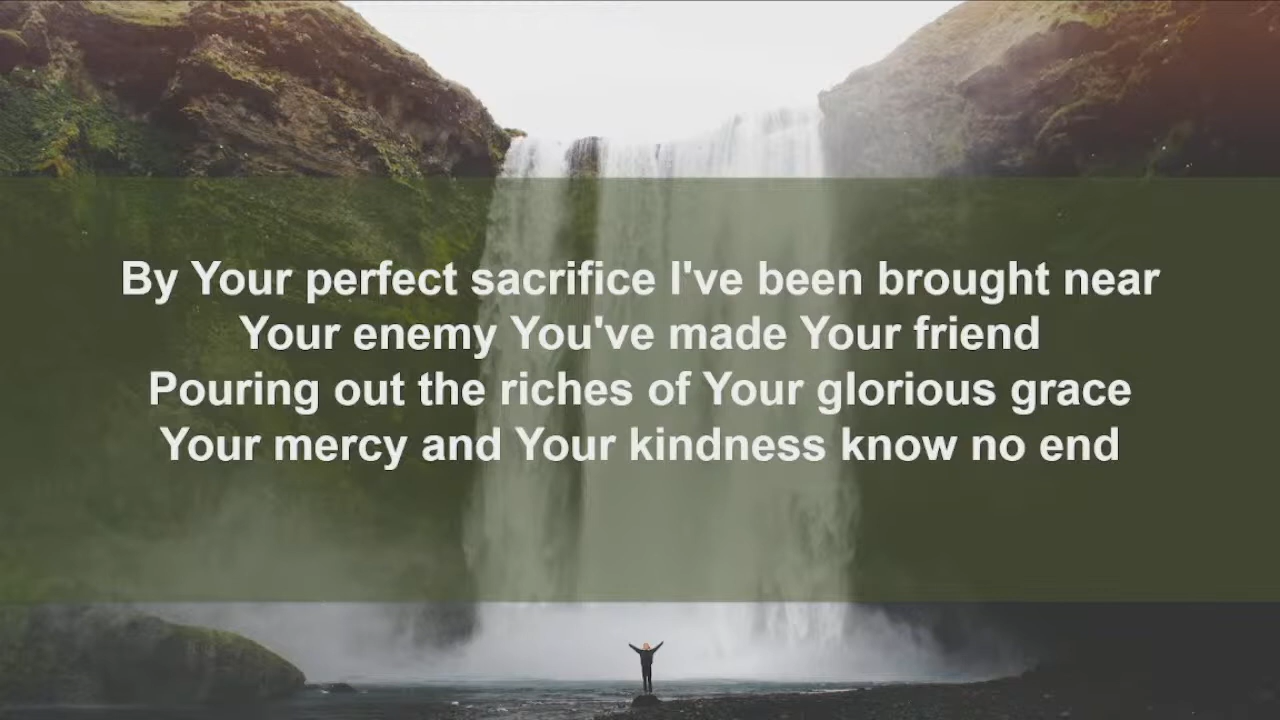 By Your perfect sacrifice I've been brought near
Your enemy You've made Your friend
Pouring out the riches of Your glorious grace
Your mercy and Your kindness know no end